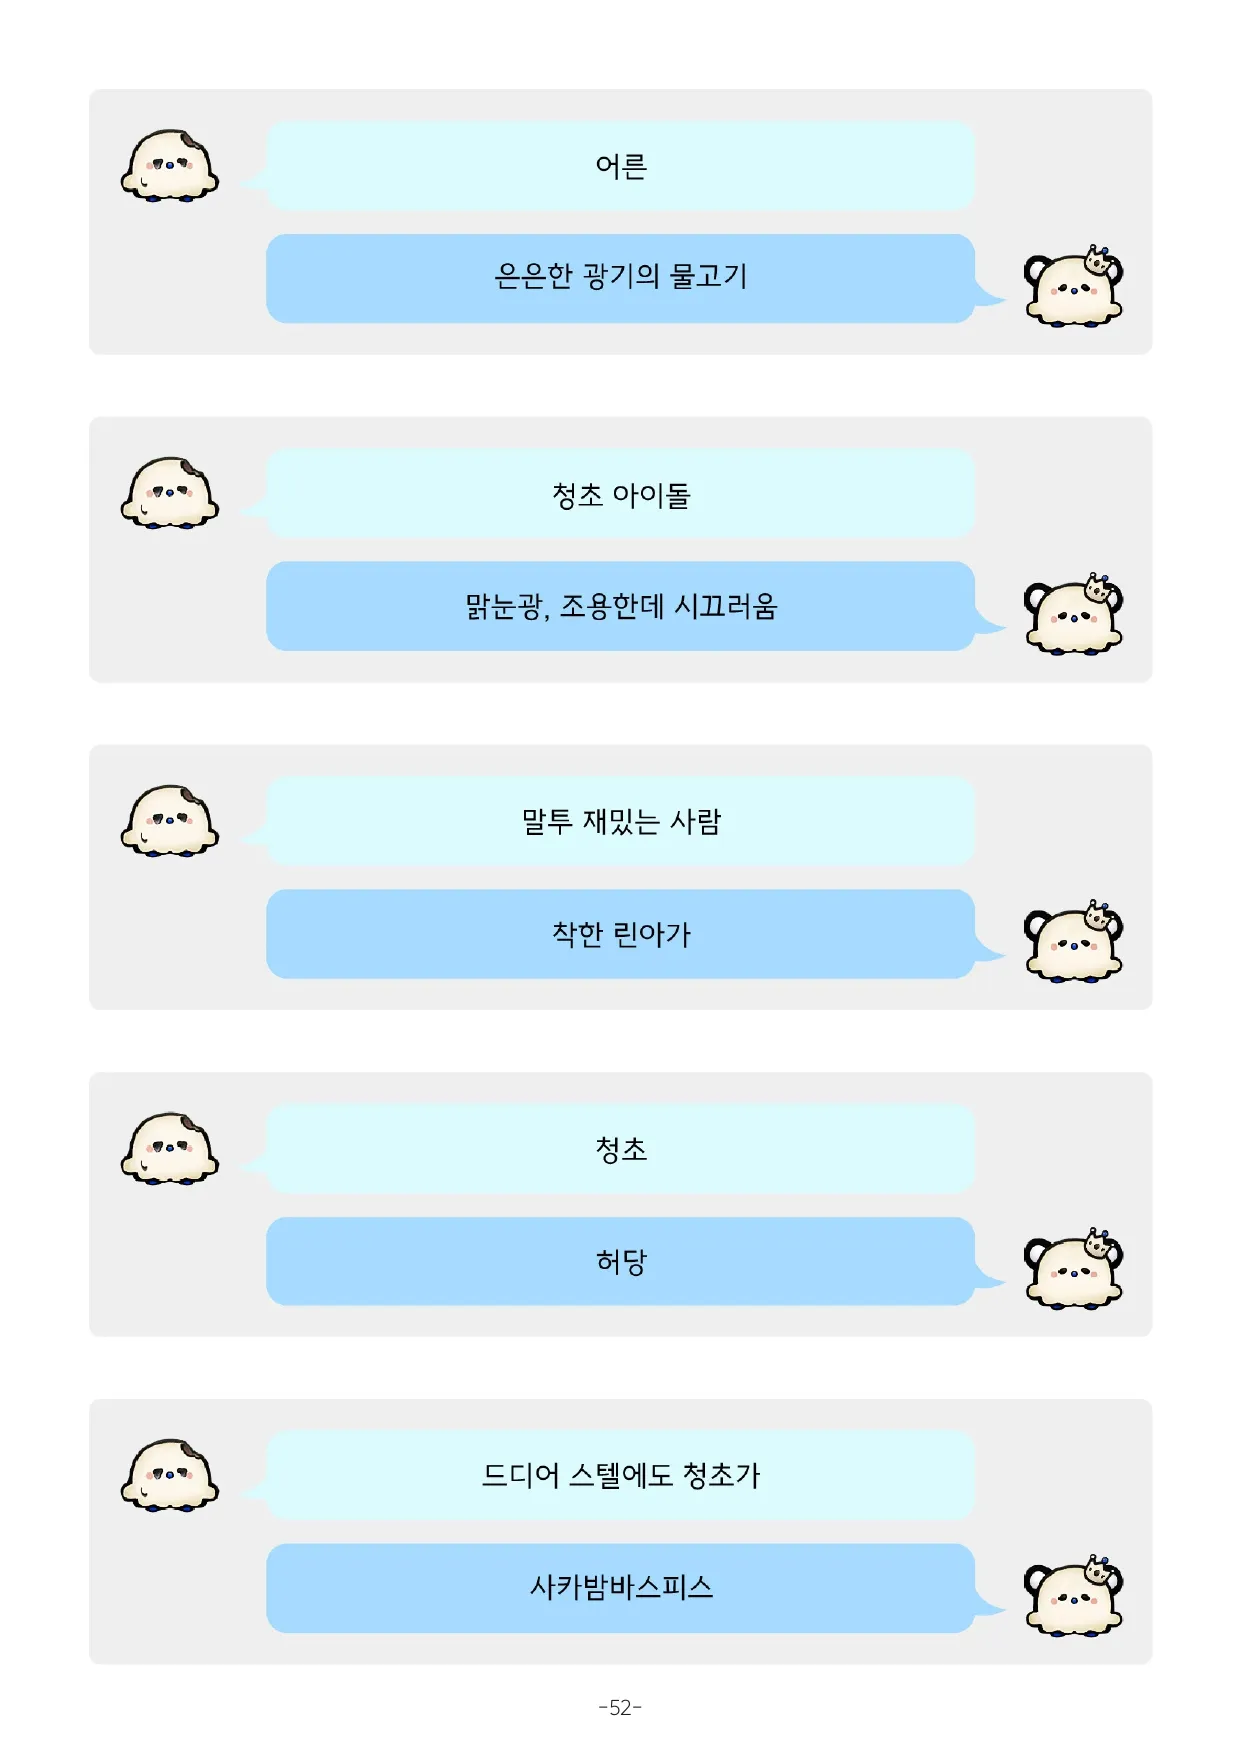 어른
은은한 광기의 물고기
청초 아이돌
맑눈광, 조용한데 시끄러움
말투 재밌는 사람
착한 린아가
청초
허당
드디어 스텔에도 청초가
사카밤바스피스
-52-